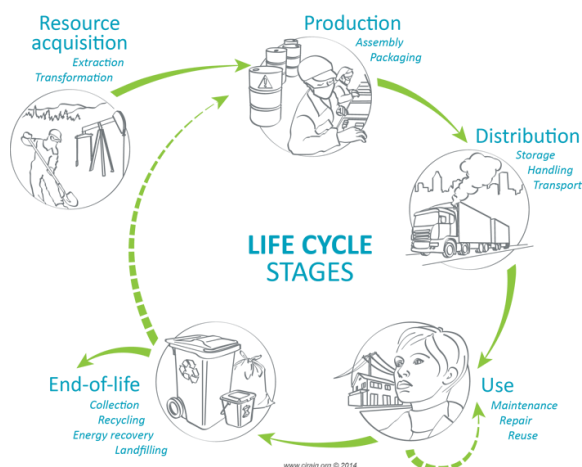 Resource
acquisition
Extraction
Transformation
Production
Assembly
Packaging
Distribution
Storage
Handling
Transport
LIFE CYCLE
STAGES
Use
Maintenance
Repair
Reuse
End-of-life
Collection
Recycling
Energy recovery
Landfilling
www.ciraig.org © 2014